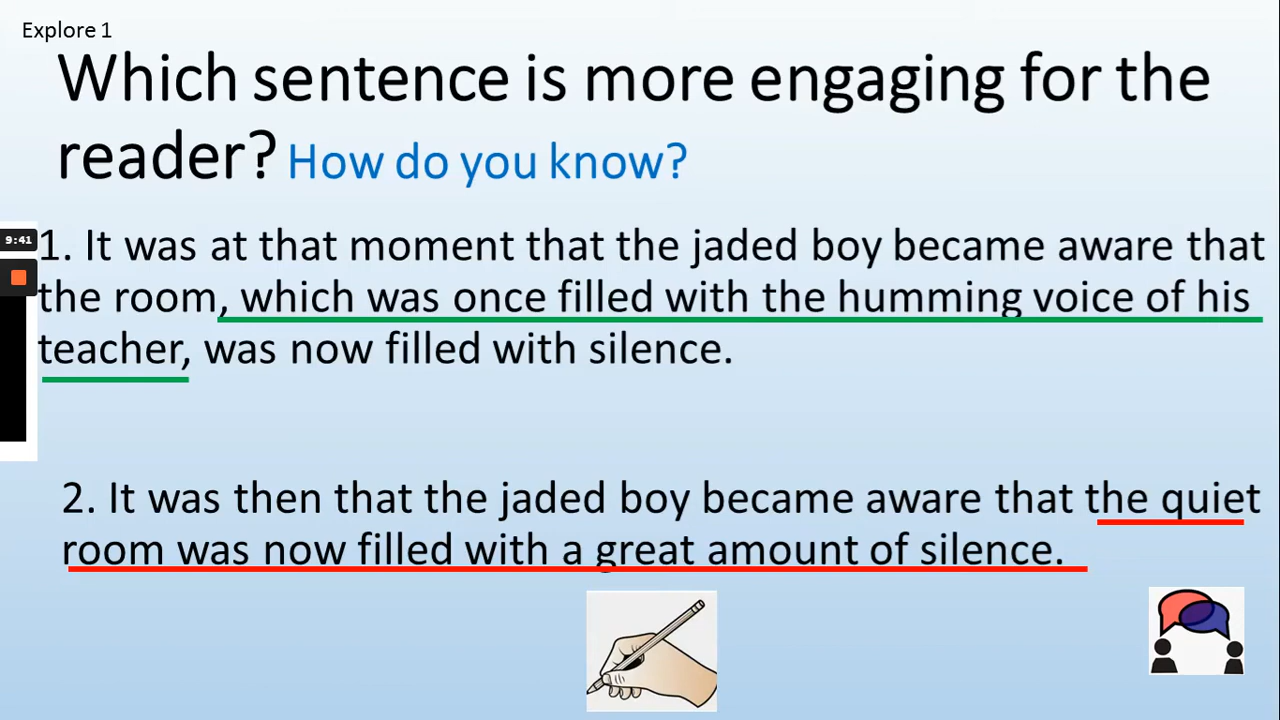 Explore 1
Which sentence is more engaging for the
reader? How do you know?
9:41
1. It was at that moment that the jaded boy became aware that
the room, which was once filled with the humming voice of his
teacher, was now filled with silence.
2. It was then that the jaded boy became aware that the quiet
room was now filled with a great amount of silence.